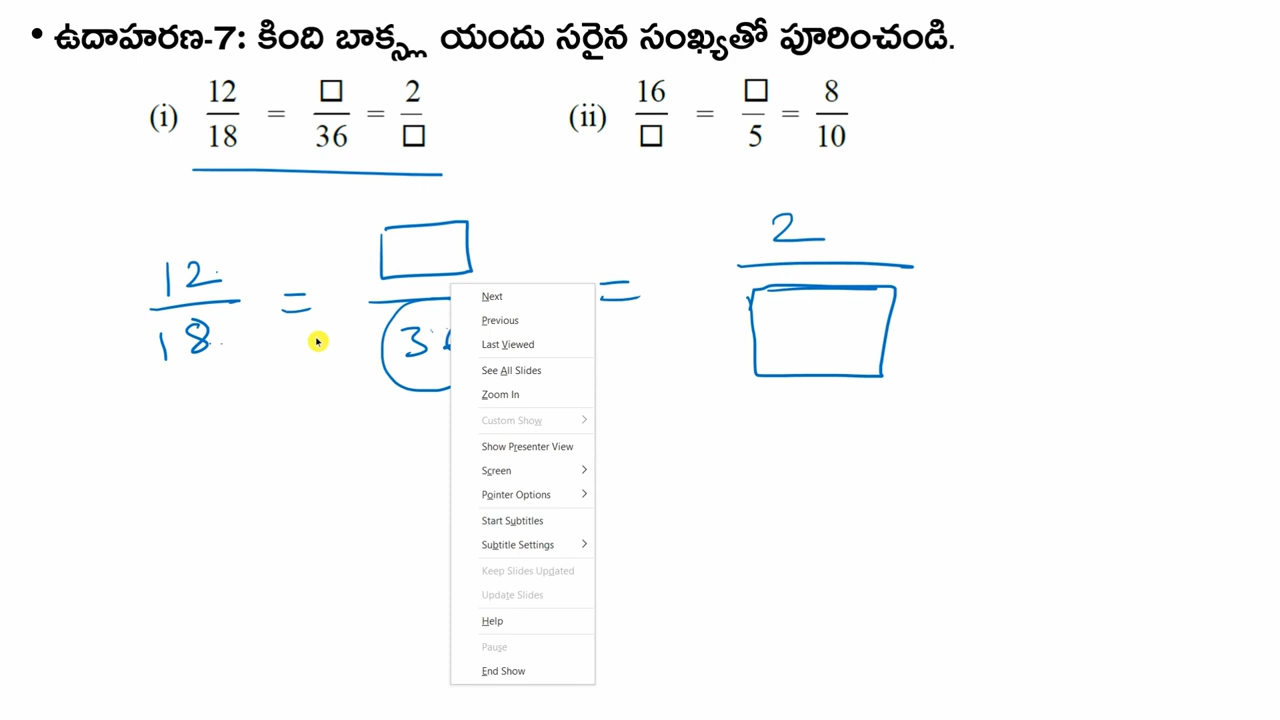 • ఉదాహరణ-7: కింది బాక్స్ల యందు సరైన సంఖ్యతో పూరించండి.
(i) 12/18 = □/36 = 2/□ (ii) 16/□ = □/5 = 8/10
12/18 = □/3 = 2/□
Next
Previous
Last Viewed
See All Slides
Zoom In
Custom Show
Show Presenter View
Screen
Pointer Options
Start Subtitles
Subtitle Settings
Keep Slides Updated
Update Slides
Help
Pause
End Show